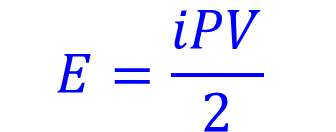 E = iPV/2